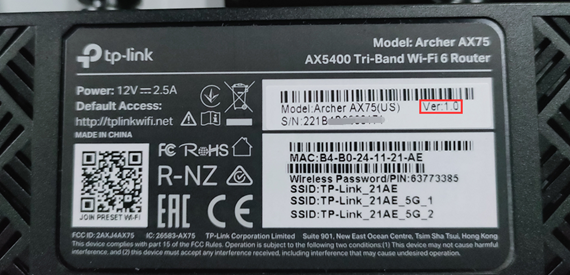 tp-link
Model: Archer AX75
AX5400 Tri-Band Wi-Fi 6 Router
Power: 12V⎓2.5A
Default Access:
http://tplinkwifi.net
MADE IN CHINA
Model:Archer AX75(US) Ver:1.0
S/N:221B
FC RoHS
R-NZ
EAC CE
JOIN PRESET WI-FI
MAC:B4-B0-24-11-21-AE
Wireless Password/PIN:63773385
SSID:TP-Link_21AE
SSID:TP-Link_21AE_5G_1
SSID:TP-Link_21AE_5G_2
FCC ID: 2AXJ4AX75 IC: 26583-AX75 TP-Link Corporation Limited Suite 901, New East Ocean Centre, Tsim Sha Tsui, Hong Kong
This device complies with part 15 of the FCC Rules. Operation is subject to the following two conditions:(1) This device may not cause harmful
interference, and (2) this device must accept any interference received, including interference that may cause undesired operation.